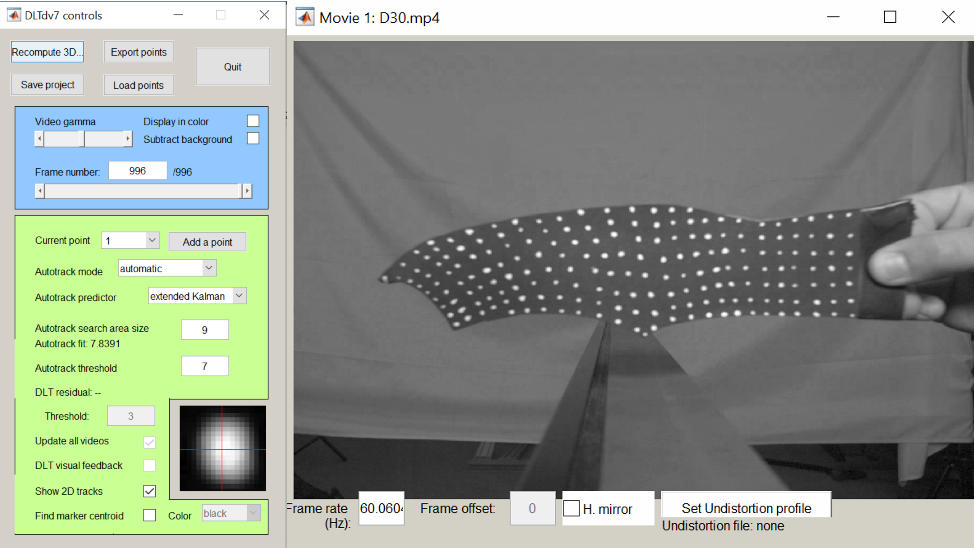 DLTdv7 controls
Recompute 3D...
Export points
Quit
Save project
Load points
Video gamma
Display in color
Subtract background
Frame number: 996 /996
Current point 1 Add a point
Autotrack mode automatic
Autotrack predictor extended Kalman
Autotrack search area size 9
Autotrack fit: 7.8391
Autotrack threshold 7
DLT residual: --
Threshold: 3
Update all videos
DLT visual feedback
Show 2D tracks
Find marker centroid Color black
Movie 1: D30.mp4
Frame rate (Hz): 60.0604 Frame offset: 0 H. mirror Set Undistortion profile
Undistortion file: none